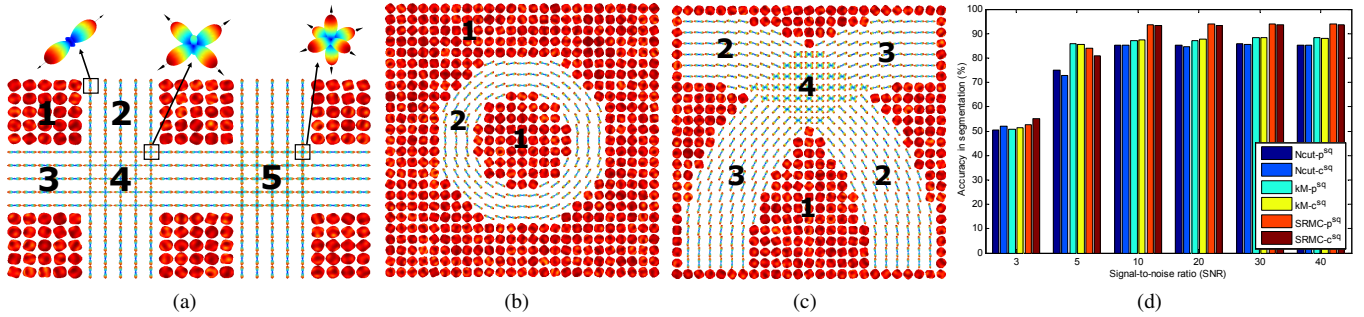 1
2
3
4
5
(a)
1
2
1
(b)
2
3
4
3
2
1
(c)
100
90
80
70
60
50
40
30
20
10
0
Accuracy in segmentation (%)
3 5 10 20 30 40
Signal-to-noise ratio (SNR)
Ncut-p^sq
Ncut-c^sq
kM-p^sq
kM-c^sq
SRMC-p^sq
SRMC-c^sq
(d)